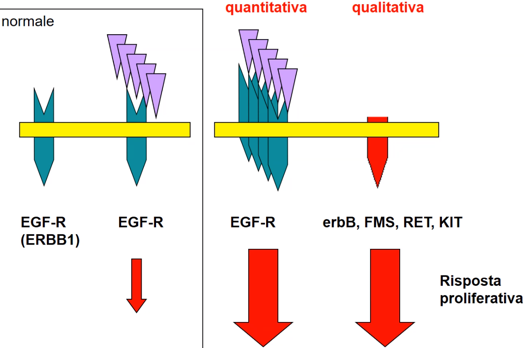 quantitativa
qualitativa
normale
EGF-R
(ERBB1)
EGF-R
EGF-R
erbB, FMS, RET, KIT
Risposta
proliferativa